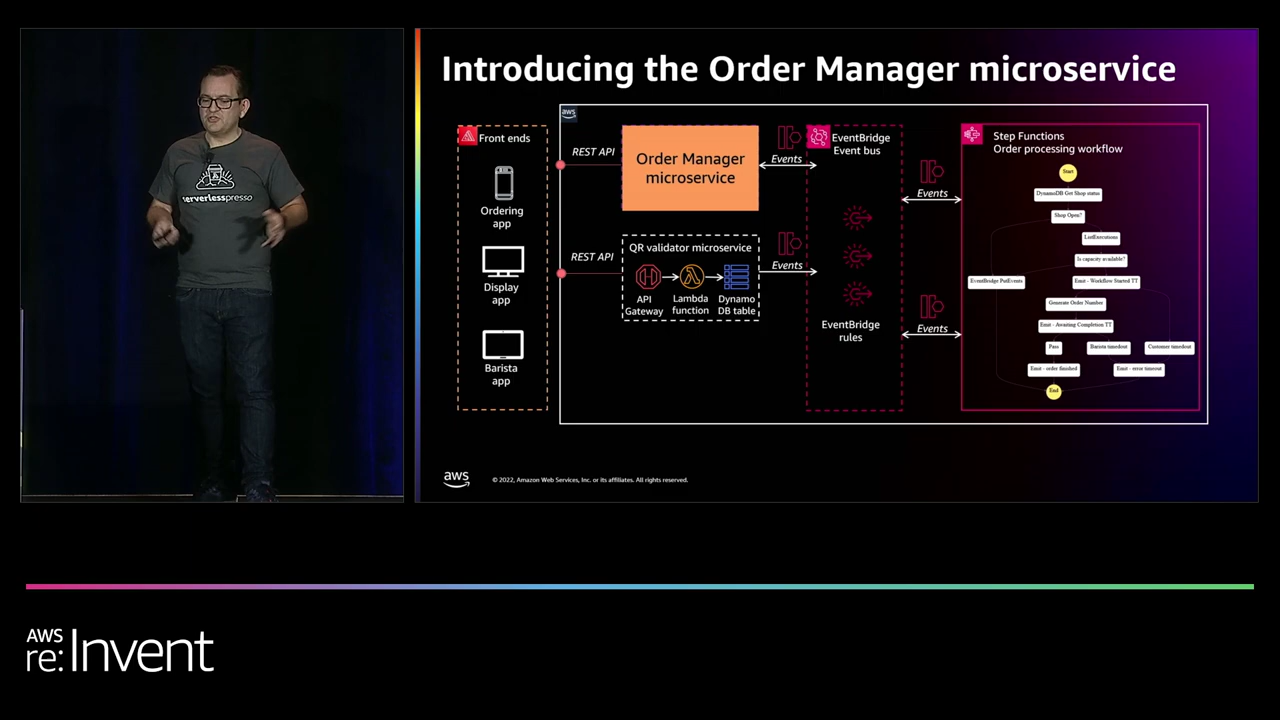 serverlesspresso
Introducing the Order Manager microservice
aws
Front ends
Ordering
app
Display
app
Barista
app
REST API
REST API
Order Manager
microservice
QR validator microservice
API
Gateway
Lambda
function
Dynamo
DB table
Events
Events
EventBridge
Event bus
EventBridge
rules
Events
Events
Step Functions
Order processing workflow
Start
DynamoDB Get Shop status
Shop Open?
ListExecutions
Is capacity available?
EventBridge PutEvents
Emit - Workflow Started TT
Generate Order Number
Emit - Awaiting Completion TT
Pass
Barista timedout
Customer timedout
Emit - order finished
Emit - error timeout
End
aws
© 2022, Amazon Web Services, Inc. or its affiliates. All rights reserved.
AWS
re:Invent